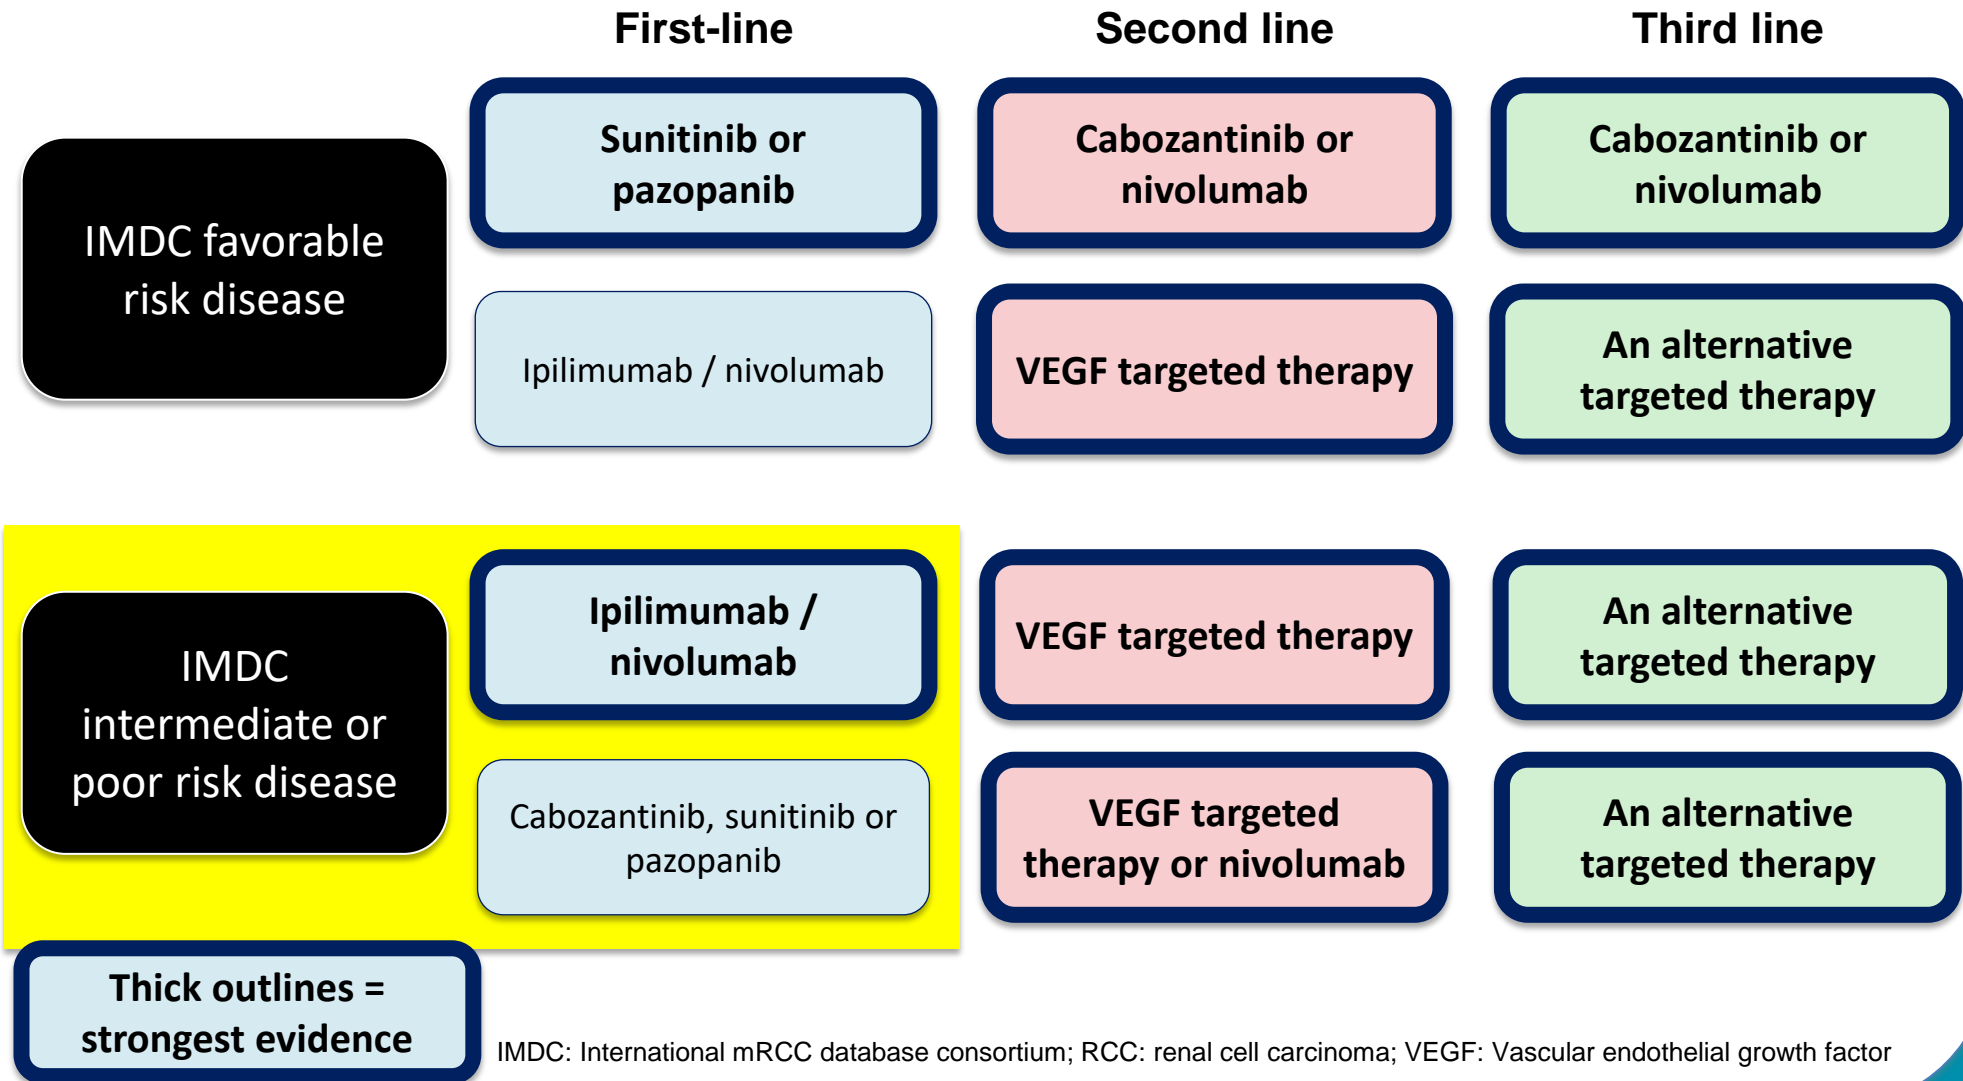 First-line Second line Third line
IMDC favorable
risk disease
Sunitinib or
pazopanib
Cabozantinib or
nivolumab
Cabozantinib or
nivolumab
Ipilimumab / nivolumab
VEGF targeted therapy
An alternative
targeted therapy
IMDC
intermediate or
poor risk disease
Ipilimumab /
nivolumab
VEGF targeted therapy
An alternative
targeted therapy
Cabozantinib, sunitinib or
pazopanib
VEGF targeted
therapy or nivolumab
An alternative
targeted therapy
Thick outlines =
strongest evidence
IMDC: International mRCC database consortium; RCC: renal cell carcinoma; VEGF: Vascular endothelial growth factor